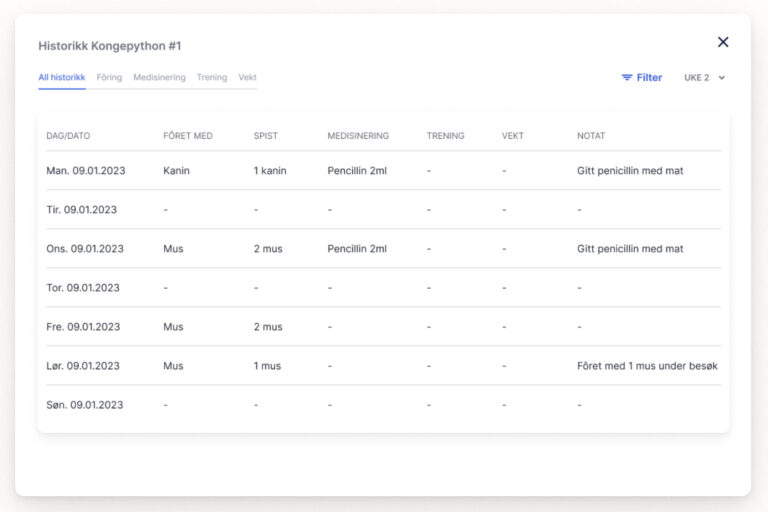 Historikk Kongepython #1
All historikk Fôring Medisinering Trening Vekt Filter UKE 2
DAG/DATO FÔRET MED SPIST MEDISINERING TRENING VEKT NOTAT
Man. 09.01.2023 Kanin 1 kanin Pencillin 2ml - - Gitt penicillin med mat
Tir. 09.01.2023 - - - - - -
Ons. 09.01.2023 Mus 2 mus Pencillin 2ml - - Gitt penicillin med mat
Tor. 09.01.2023 - - - - - -
Fre. 09.01.2023 Mus 2 mus - - - -
Lør. 09.01.2023 Mus 1 mus - - - Fôret med 1 mus under besøk
Søn. 09.01.2023 - - - - - -